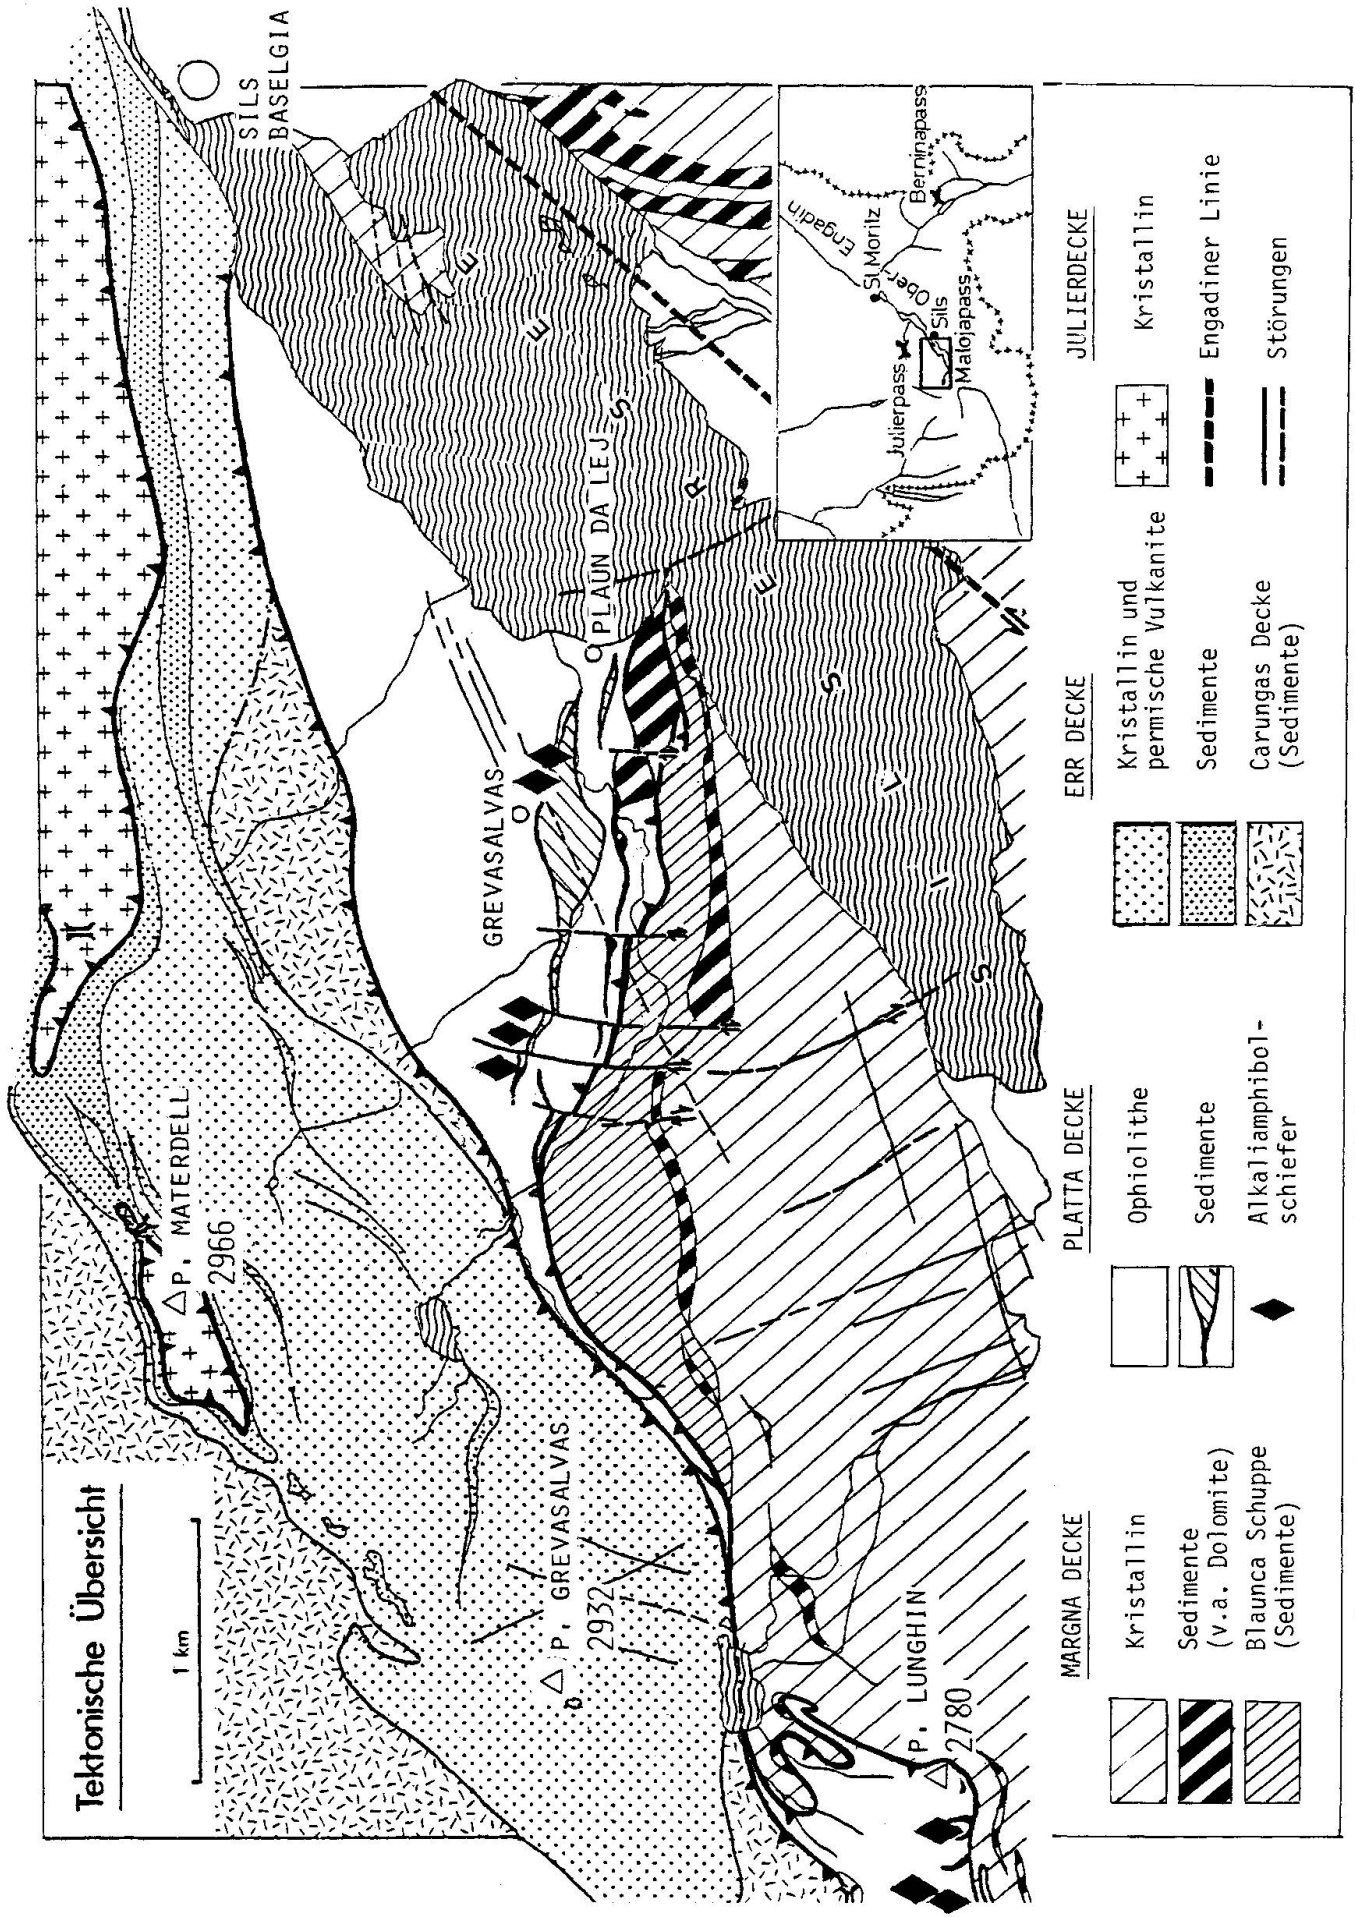 Tektonische Übersicht
1 km
P. MATERDELL
2966
P. GREVASALVAS
2932
P. LUNGHIN
2780
GREVASALVAS
PLAUN DA LEJ
SILS
BASELGIA
SILSERSEE
Julierpass
St. Moritz
Ober-
Engadin
Sils
Malojapass
Berninapass
MARGNA DECKE
Kristallin
Sedimente
(v.a. Dolomite)
Blaunca Schuppe
(Sedimente)
PLATTA DECKE
Ophiolithe
Sedimente
Alkaliamphibol-
schiefer
ERR DECKE
Kristallin und
permische Vulkanite
Sedimente
Carungas Decke
(Sedimente)
JULIERDECKE
Kristallin
Engadiner Linie
Störungen